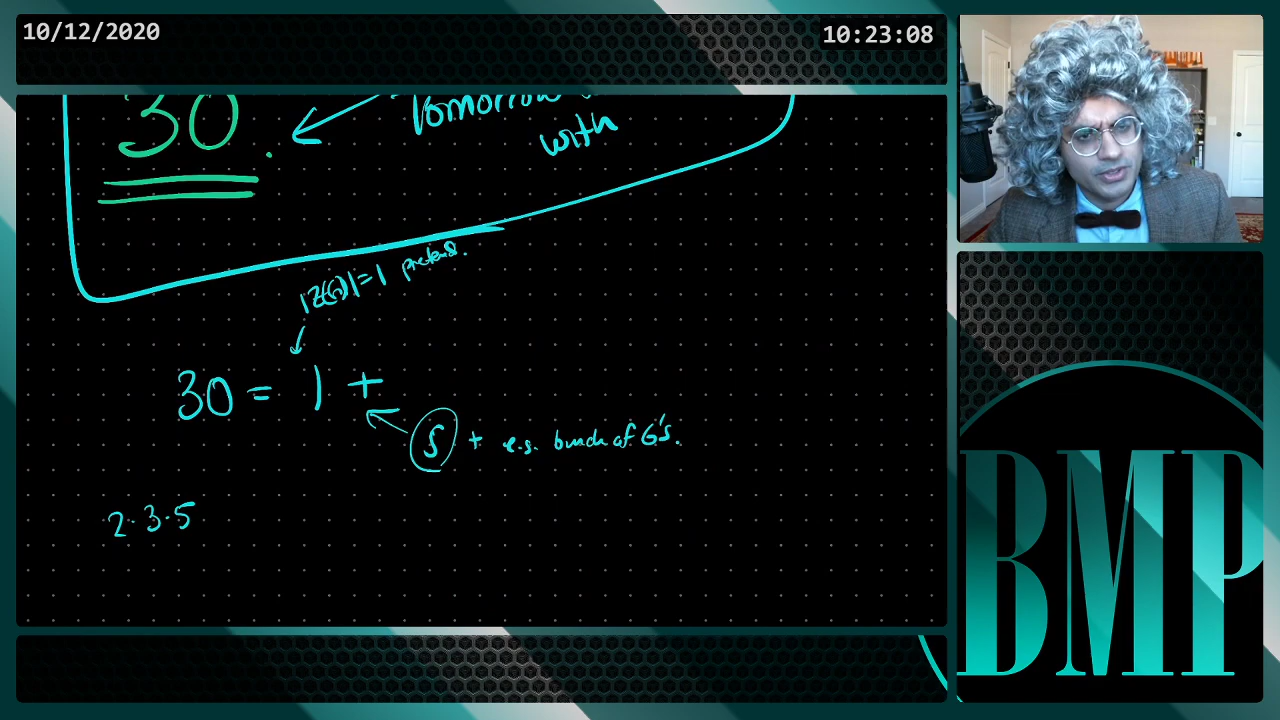 10/12/2020
10:23:08
30.
Tomorrow
with
|Z(G)|=1 pretend.
30 = 1 +
5 + e.g. bunch of 6's.
2·3·5
BMP